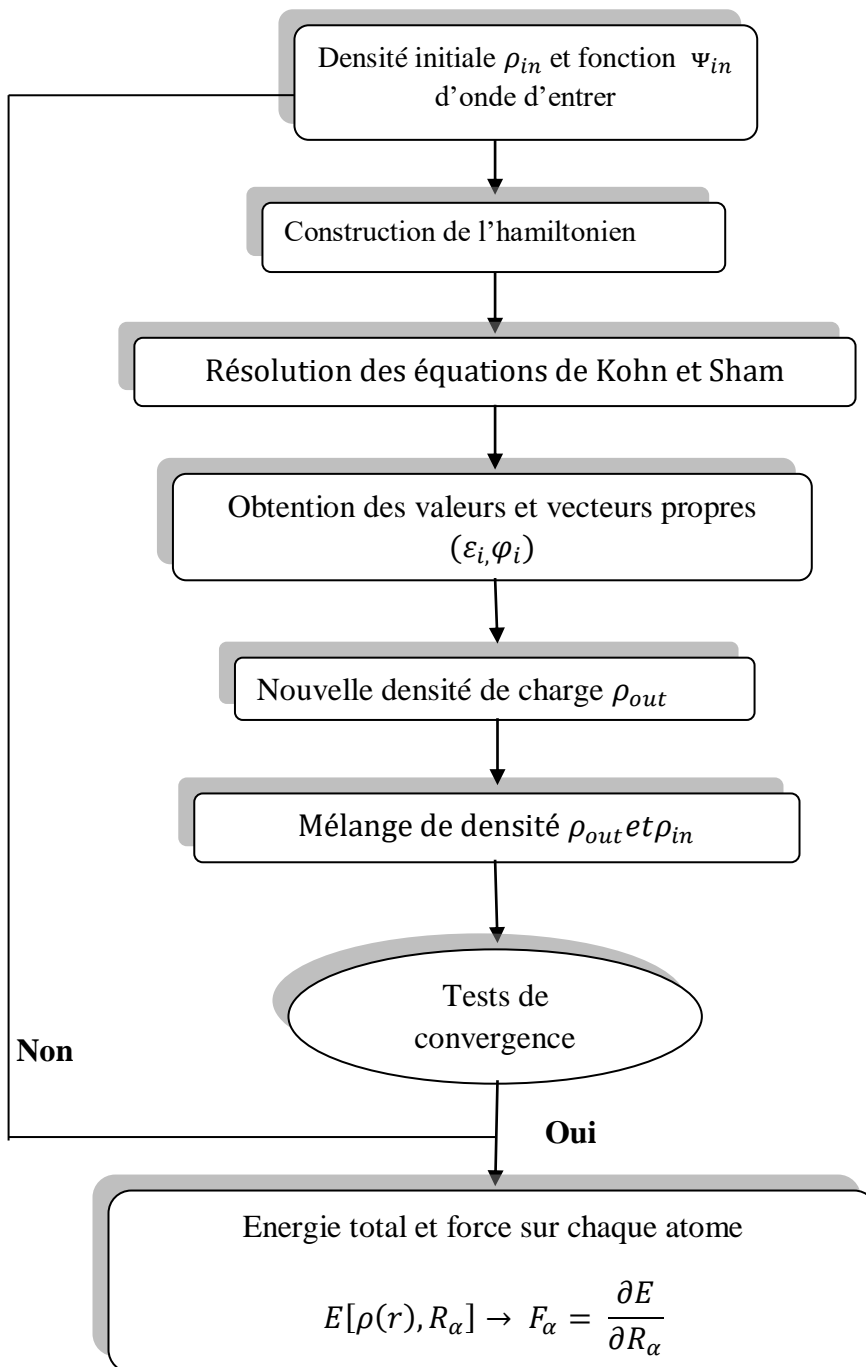 Densité initiale ρ_in et fonction Ψ_in
d’onde d’entrer
Construction de l’hamiltonien
Résolution des équations de Kohn et Sham
Obtention des valeurs et vecteurs propres
(ε_i,φ_i)
Nouvelle densité de charge ρ_out
Mélange de densité ρ_out etρ_in
Tests de
convergence
Non
Oui
Energie total et force sur chaque atome
E[ρ(r), R_α] → F_α = ∂E/∂R_α